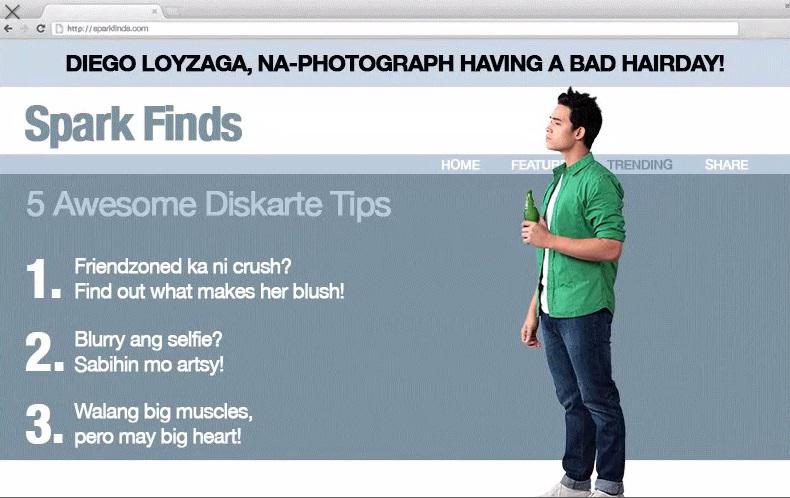 http://sparkfinds.com
DIEGO LOYZAGA, NA-PHOTOGRAPH HAVING A BAD HAIRDAY!
Spark Finds
HOME FEATUR TRENDING SHARE
5 Awesome Diskarte Tips
1. Friendzoned ka ni crush?
Find out what makes her blush!
2. Blurry ang selfie?
Sabihin mo artsy!
3. Walang big muscles,
pero may big heart!